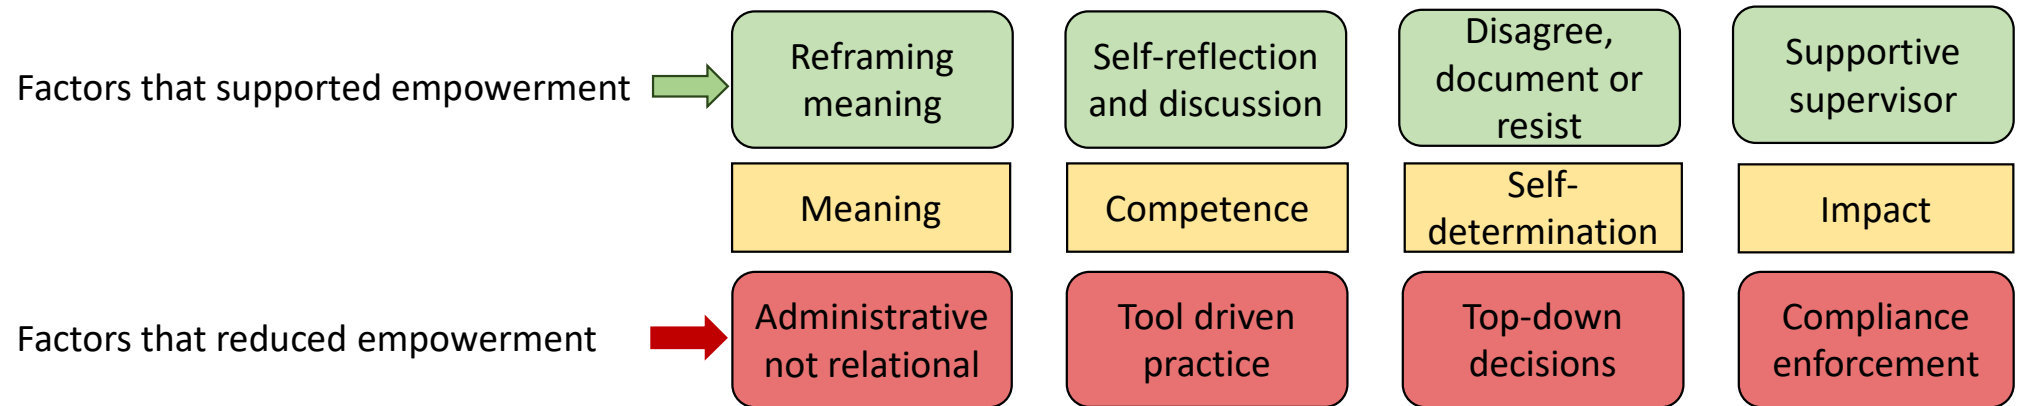 Factors that supported empowerment
Reframing
meaning
Self-reflection
and discussion
Disagree,
document or
resist
Supportive
supervisor
Meaning
Competence
Self-
determination
Impact
Factors that reduced empowerment
Administrative
not relational
Tool driven
practice
Top-down
decisions
Compliance
enforcement